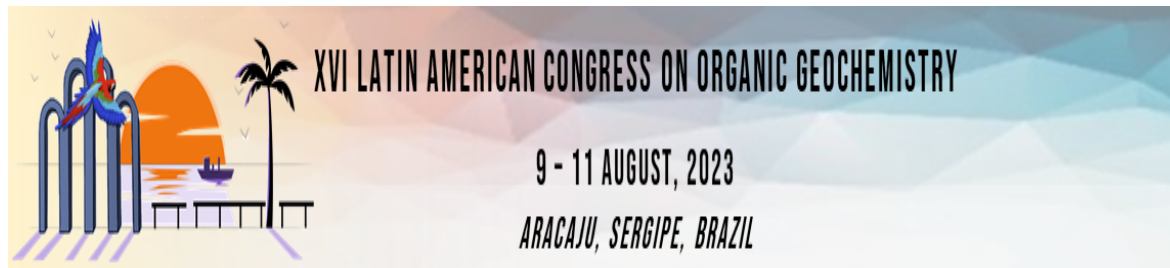 XVI LATIN AMERICAN CONGRESS ON ORGANIC GEOCHEMISTRY
9 - 11 AUGUST, 2023
ARACAJU, SERGIPE, BRAZIL